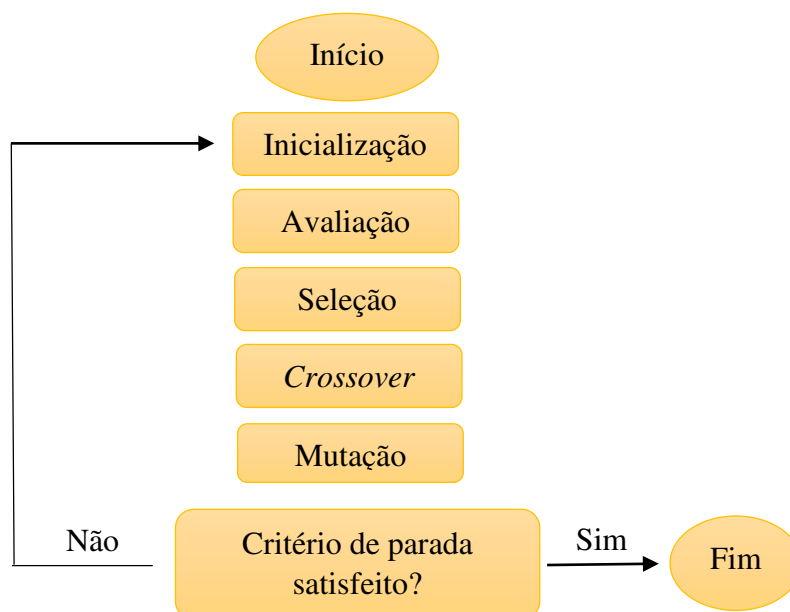 Início
Inicialização
Avaliação
Seleção
Crossover
Mutação
Não
Critério de parada
satisfeito?
Sim
Fim